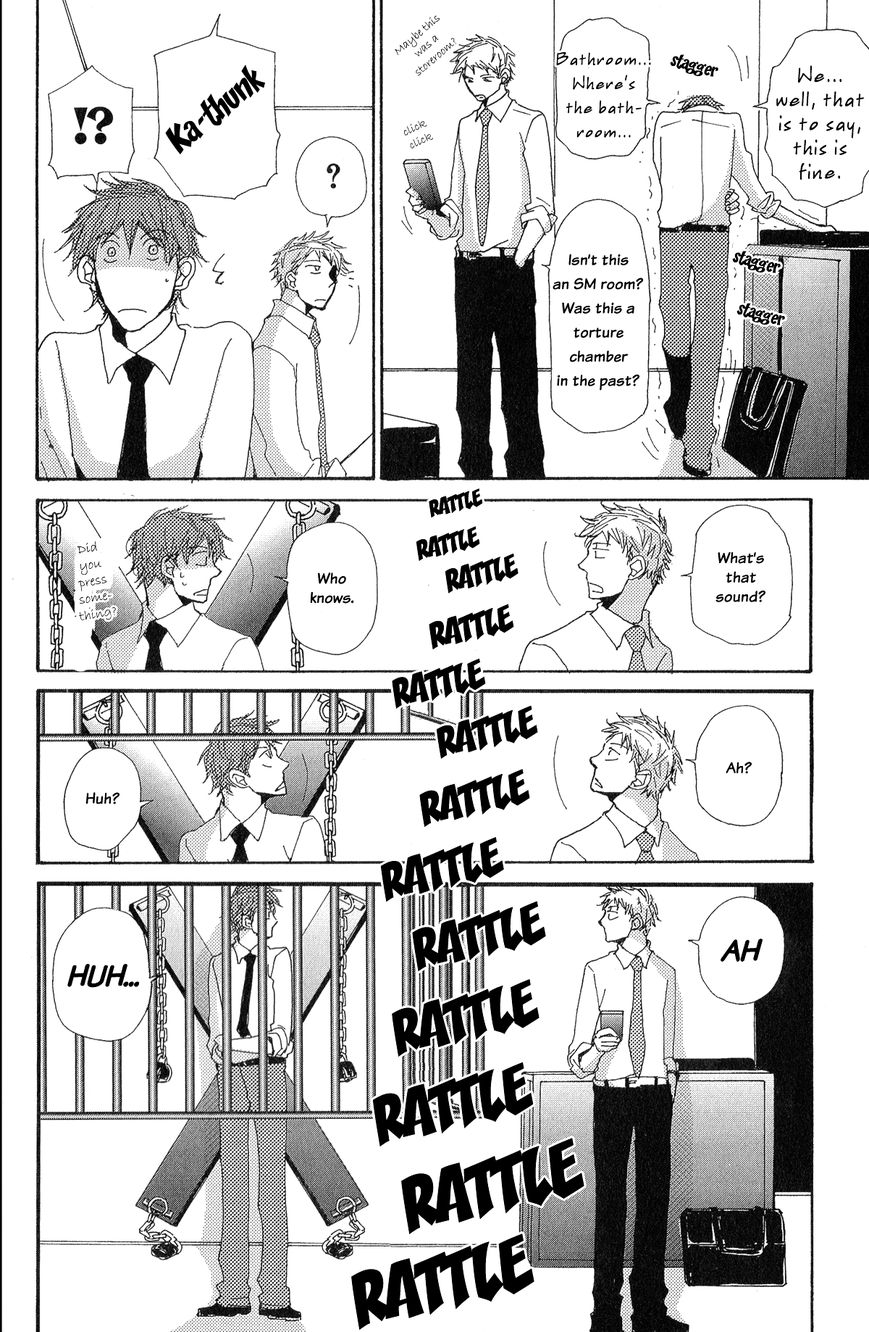 We...
well, that
is to say,
this is
fine.
stagger
Bathroom...
Where's
the bath-
room...
stagger
stagger
Maybe this
was a
storeroom?
click
click
Isn't this
an SM room?
Was this a
torture
chamber
in the past?
?
Ka-thunk
!?
What's
that
sound?
RATTLE
RATTLE
RATTLE
RATTLE
Who
knows.
Did
you
press
some-
thing?
RATTLE
Ah?
RATTLE
RATTLE
Huh?
RATTLE
AH
RATTLE
RATTLE
RATTLE
RATTLE
RATTLE
HUH...